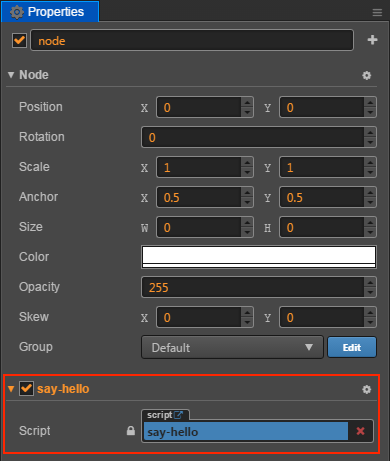 Properties
node
Node
Position X 0 Y 0
Rotation 0
Scale X 1 Y 1
Anchor X 0.5 Y 0.5
Size W 0 H 0
Color
Opacity 255
Skew X 0 Y 0
Group Default Edit
say-hello
script
Script say-hello